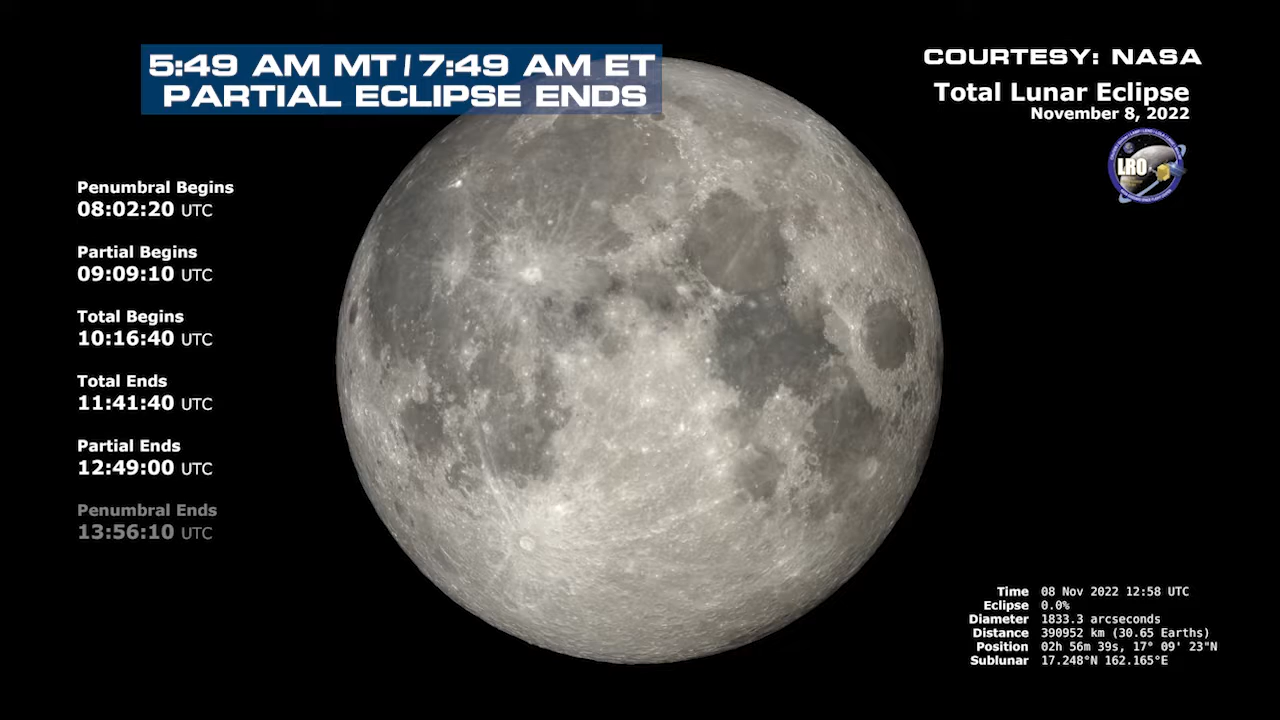 5:49 AM MT / 7:49 AM ET
PARTIAL ECLIPSE ENDS
COURTESY: NASA
Total Lunar Eclipse
November 8, 2022
LRO
Penumbral Begins
08:02:20 UTC
Partial Begins
09:09:10 UTC
Total Begins
10:16:40 UTC
Total Ends
11:41:40 UTC
Partial Ends
12:49:00 UTC
Penumbral Ends
13:56:10 UTC
Time 08 Nov 2022 12:58 UTC
Eclipse 0.0%
Diameter 1833.3 arcseconds
Distance 390952 km (30.65 Earths)
Position 02h 56m 39s, 17° 09' 23"N
Sublunar 17.248°N 162.165°E